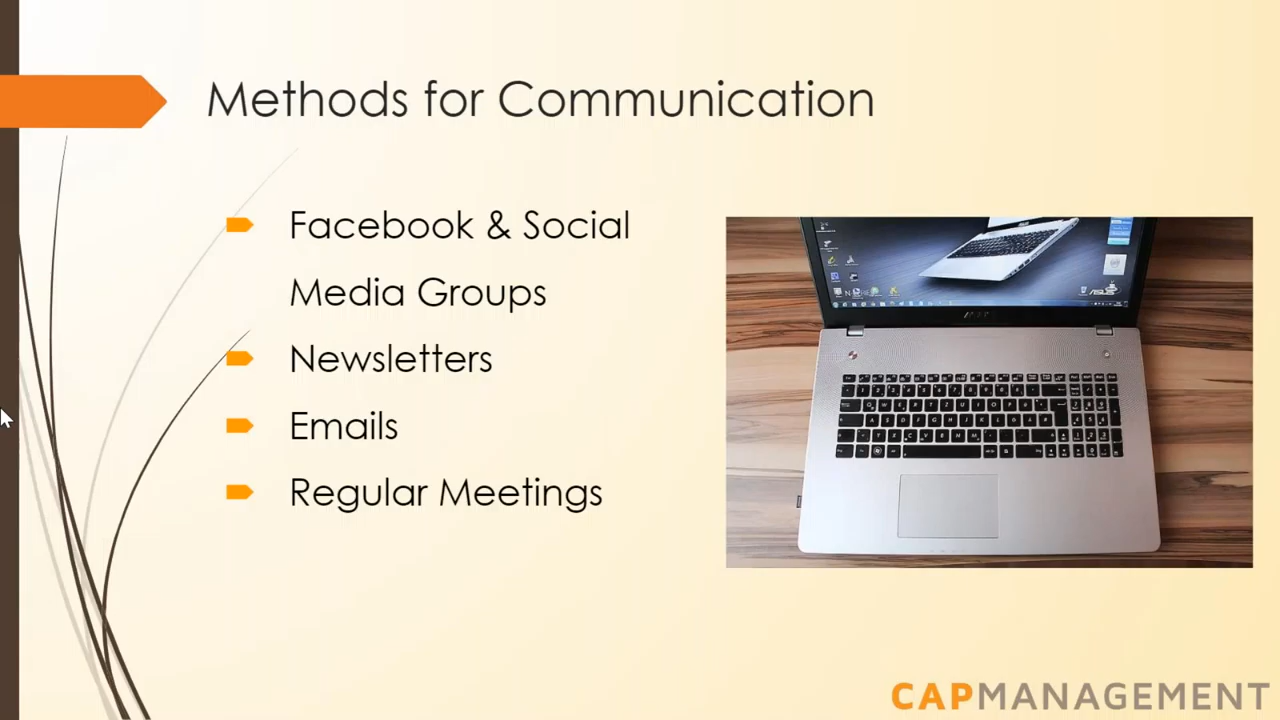 Methods for Communication
Facebook & Social
Media Groups
Newsletters
Emails
Regular Meetings
CAPMANAGEMENT